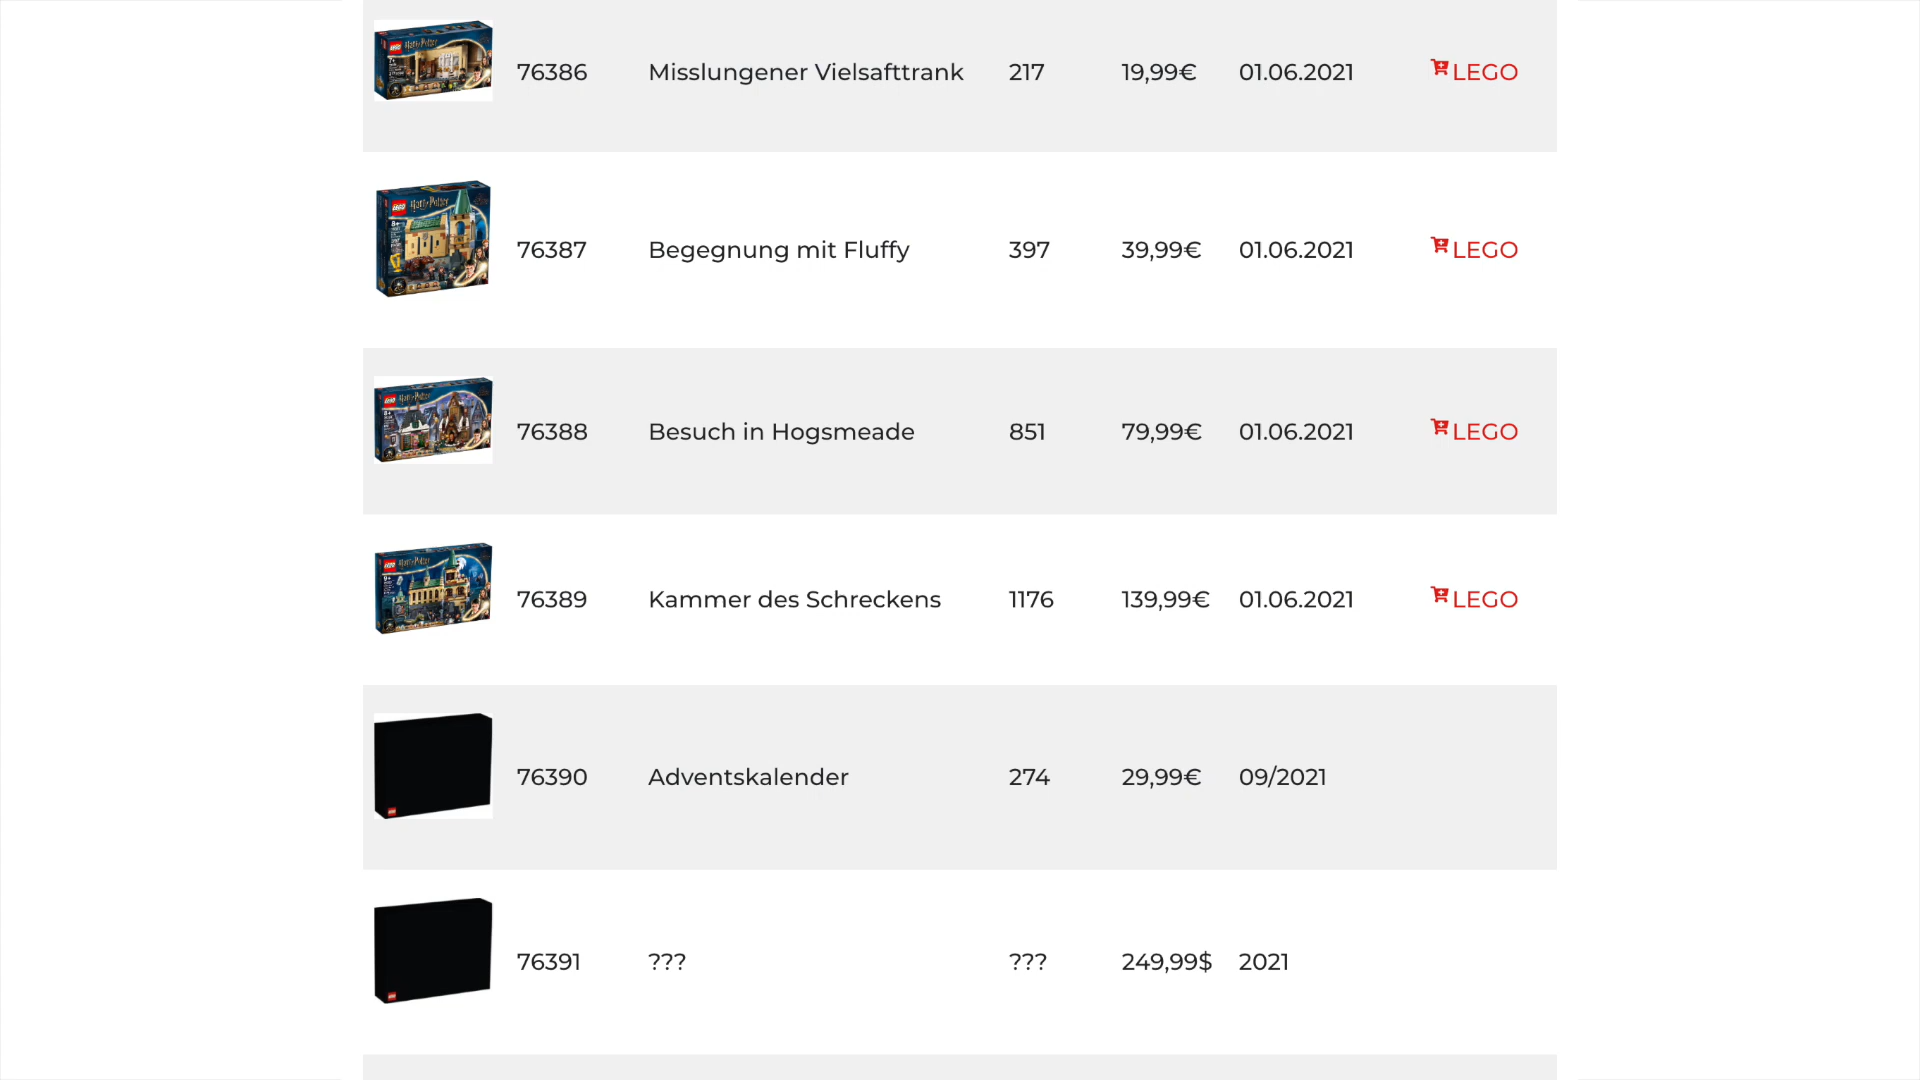 76386 Misslungener Vielsafttrank 217 19,99€ 01.06.2021 LEGO
76387 Begegnung mit Fluffy 397 39,99€ 01.06.2021 LEGO
76388 Besuch in Hogsmeade 851 79,99€ 01.06.2021 LEGO
76389 Kammer des Schreckens 1176 139,99€ 01.06.2021 LEGO
76390 Adventskalender 274 29,99€ 09/2021
76391 ??? ??? 249,99$ 2021